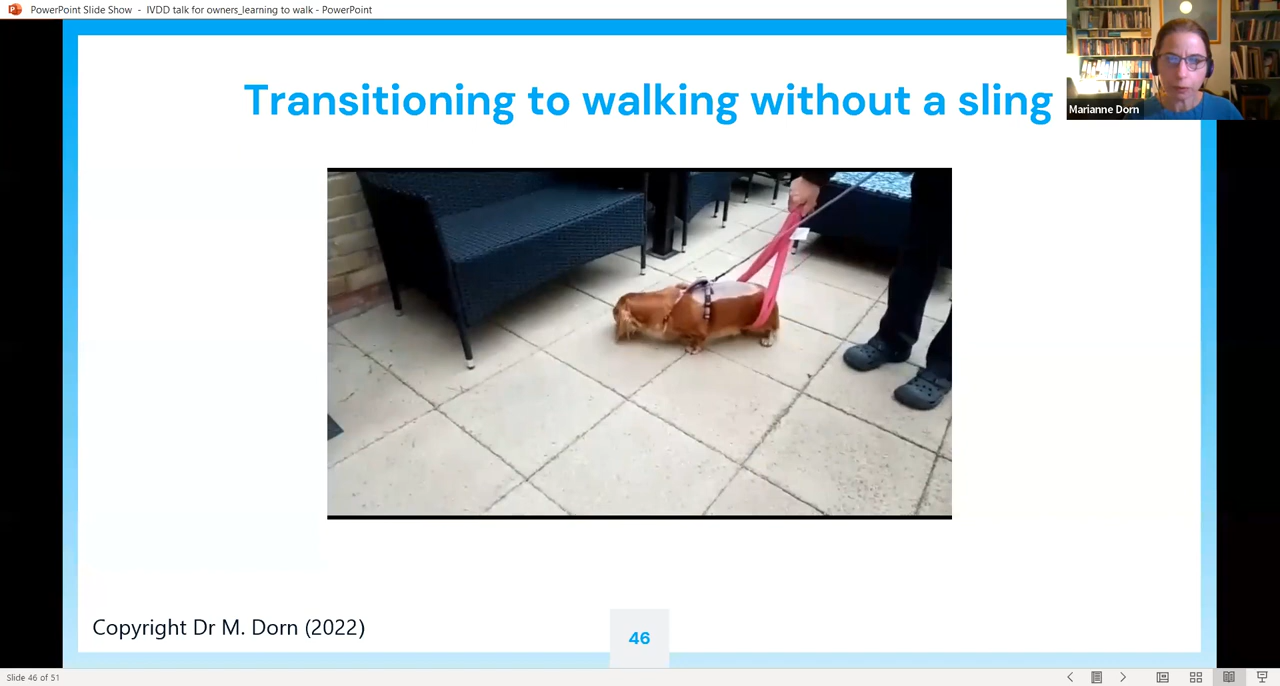 PowerPoint Slide Show - IVDD talk for owners_learning to walk - PowerPoint
Transitioning to walking without a sling
Marianne Dorn
Copyright Dr M. Dorn (2022)
46
Slide 46 of 51